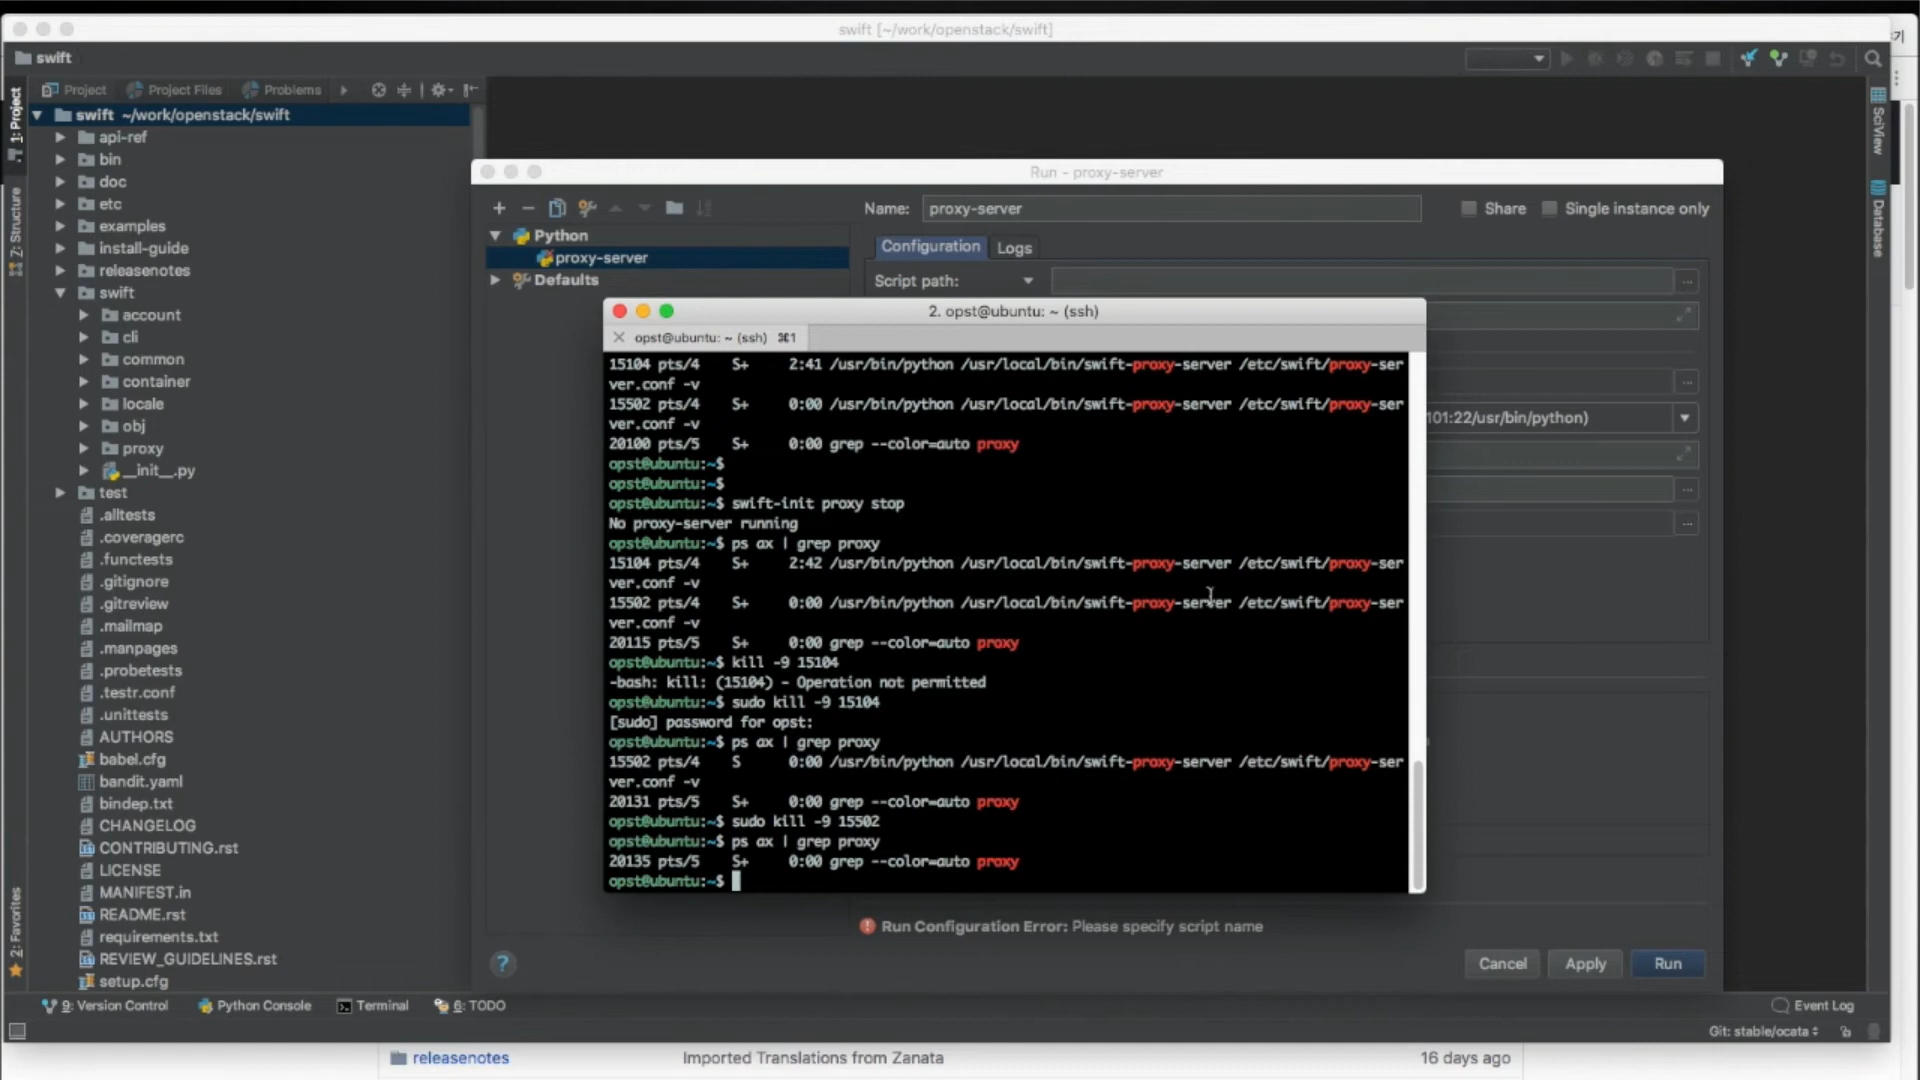 swift [~/work/openstack/swift]
swift
Project
Project Files
Problems
1: Project
Z: Structure
2: Favorites
SciView
Database
swift ~/work/openstack/swift
api-ref
bin
doc
etc
examples
install-guide
releasenotes
swift
account
cli
common
container
locale
obj
proxy
__init__.py
test
.alltests
.coveragerc
.functests
.gitignore
.gitreview
.mailmap
.manpages
.probetests
.testr.conf
.unittests
AUTHORS
babel.cfg
bandit.yaml
bindep.txt
CHANGELOG
CONTRIBUTING.rst
LICENSE
MANIFEST.in
README.rst
requirements.txt
REVIEW_GUIDELINES.rst
setup.cfg
Run - proxy-server
Python
proxy-server
Defaults
Name: proxy-server
Share
Single instance only
Configuration
Logs
Script path:
101:22/usr/bin/python)
2. opst@ubuntu: ~ (ssh)
opst@ubuntu: ~ (ssh) ⌘1
15104 pts/4 S+ 2:41 /usr/bin/python /usr/local/bin/swift-proxy-server /etc/swift/proxy-ser
ver.conf -v
15502 pts/4 S+ 0:00 /usr/bin/python /usr/local/bin/swift-proxy-server /etc/swift/proxy-ser
ver.conf -v
20100 pts/5 S+ 0:00 grep --color=auto proxy
opst@ubuntu:~$
opst@ubuntu:~$
opst@ubuntu:~$ swift-init proxy stop
No proxy-server running
opst@ubuntu:~$ ps ax | grep proxy
15104 pts/4 S+ 2:42 /usr/bin/python /usr/local/bin/swift-proxy-server /etc/swift/proxy-ser
ver.conf -v
15502 pts/4 S+ 0:00 /usr/bin/python /usr/local/bin/swift-proxy-server /etc/swift/proxy-ser
ver.conf -v
20115 pts/5 S+ 0:00 grep --color=auto proxy
opst@ubuntu:~$ kill -9 15104
-bash: kill: (15104) - Operation not permitted
opst@ubuntu:~$ sudo kill -9 15104
[sudo] password for opst:
opst@ubuntu:~$ ps ax | grep proxy
15502 pts/4 S 0:00 /usr/bin/python /usr/local/bin/swift-proxy-server /etc/swift/proxy-ser
ver.conf -v
20131 pts/5 S+ 0:00 grep --color=auto proxy
opst@ubuntu:~$ sudo kill -9 15502
opst@ubuntu:~$ ps ax | grep proxy
20135 pts/5 S+ 0:00 grep --color=auto proxy
opst@ubuntu:~$
Run Configuration Error: Please specify script name
?
Cancel
Apply
Run
9: Version Control
Python Console
Terminal
6: TODO
Event Log
Git: stable/ocata
releasenotes
Imported Translations from Zanata
16 days ago